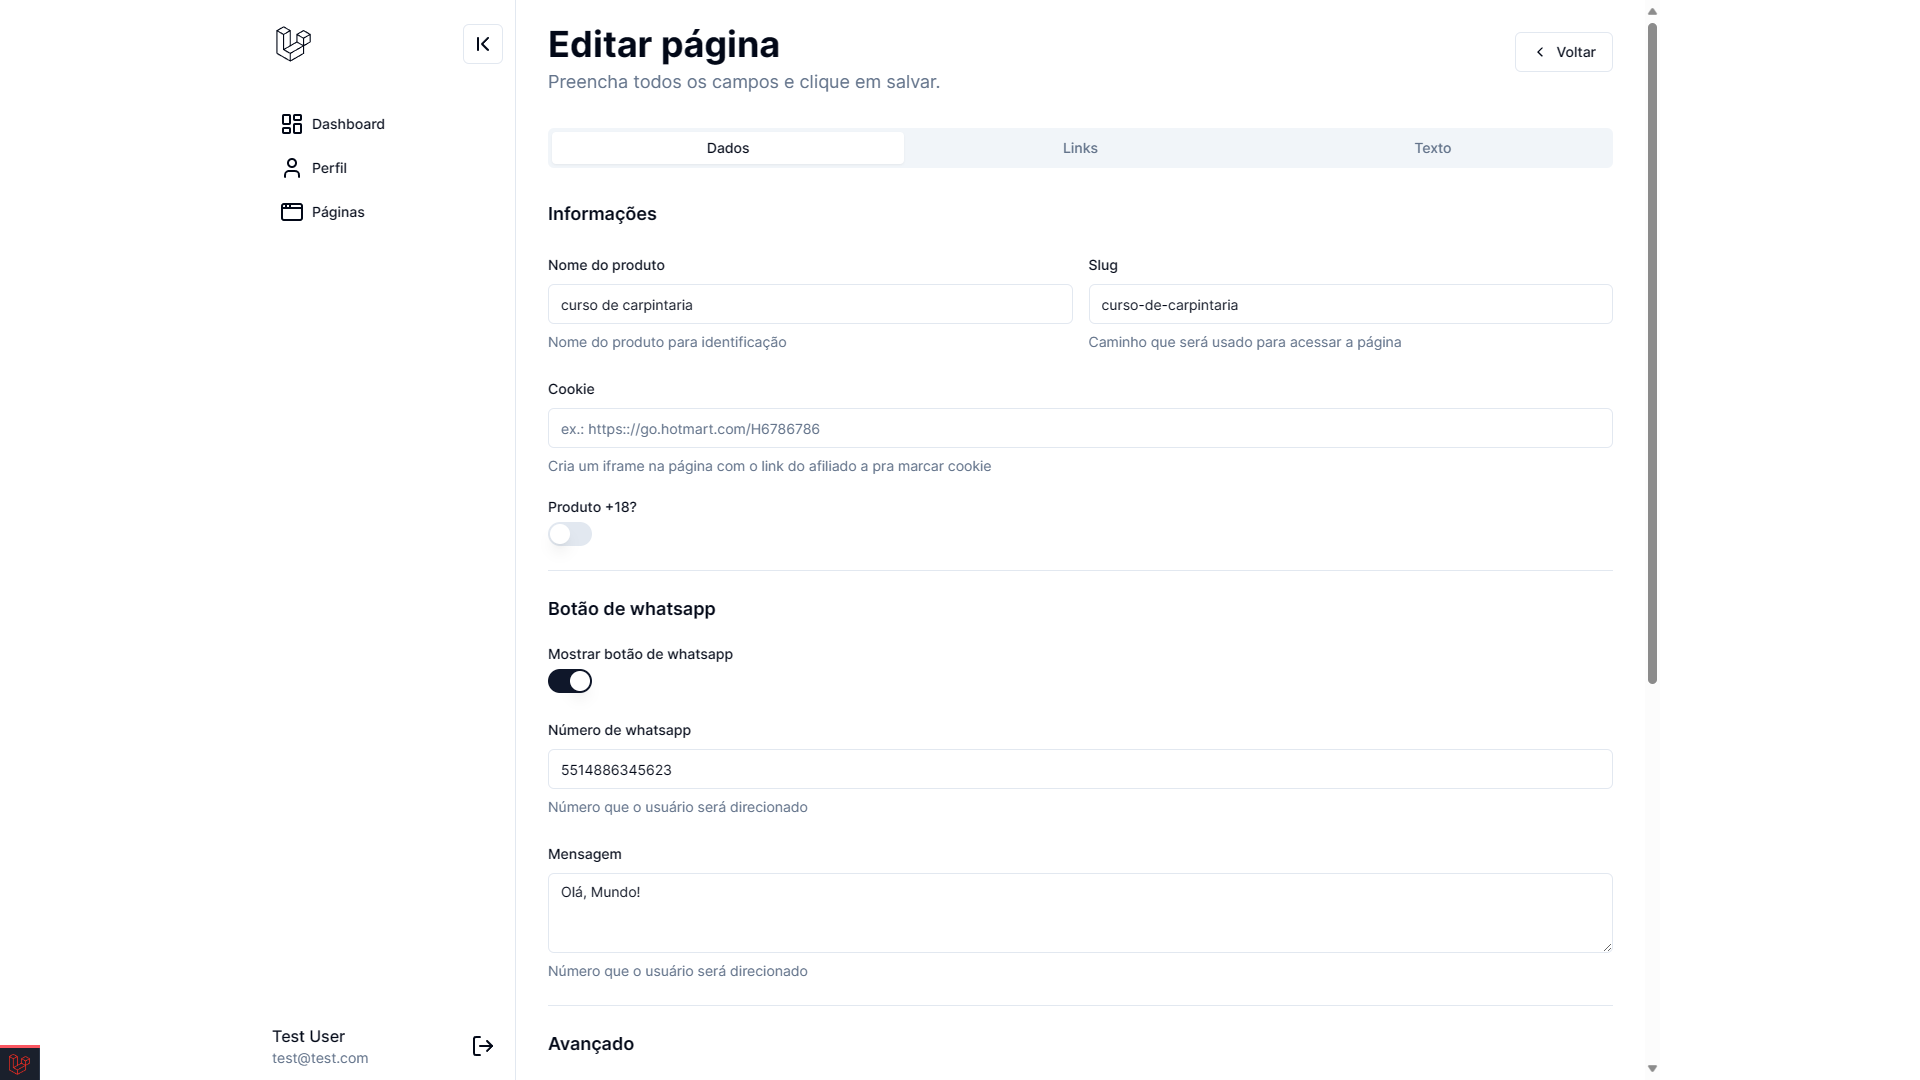 Editar página
Preencha todos os campos e clique em salvar.
Voltar
Dashboard
Perfil
Páginas
Dados
Links
Texto
Informações
Nome do produto
Slug
curso de carpintaria
curso-de-carpintaria
Nome do produto para identificação
Caminho que será usado para acessar a página
Cookie
ex.: https:://go.hotmart.com/H6786786
Cria um iframe na página com o link do afiliado a pra marcar cookie
Produto +18?
Botão de whatsapp
Mostrar botão de whatsapp
Número de whatsapp
5514886345623
Número que o usuário será direcionado
Mensagem
Olá, Mundo!
Número que o usuário será direcionado
Avançado
Test User
test@test.com